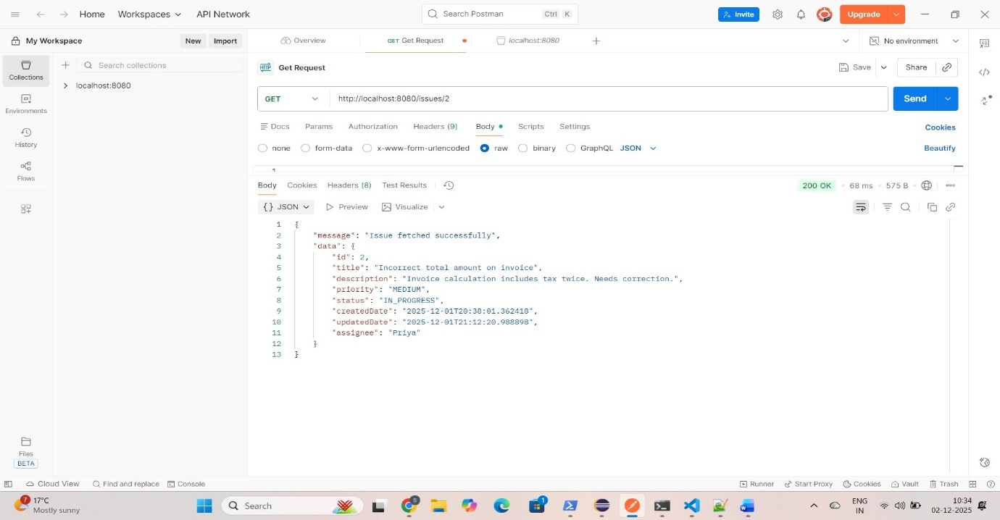 Home Workspaces API Network Search Postman Ctrl K Invite Upgrade
My Workspace New Import Overview GET Get Request localhost:8080 No environment
Collections Search collections HTTP Get Request Save Share
localhost:8080
GET http://localhost:8080/issues/2 Send
Environments
Docs Params Authorization Headers (9) Body Scripts Settings Cookies
History
none form-data x-www-form-urlencoded raw binary GraphQL JSON Beautify
Flows
1
Body Cookies Headers (8) Test Results 200 OK 68 ms 575 B
{} JSON Preview Visualize
1 {
2 "message": "Issue fetched successfully",
3 "data": {
4 "id": 2,
5 "title": "Incorrect total amount on invoice",
6 "description": "Invoice calculation includes tax twice. Needs correction.",
7 "priority": "MEDIUM",
8 "status": "IN_PROGRESS",
9 "createdDate": "2025-12-01T20:38:01.362418",
10 "updatedDate": "2025-12-01T21:12:20.988898",
11 "assignee": "Priya"
12 }
13 }
Files
BETA
Cloud View Find and replace Console Runner Start Proxy Cookies Vault Trash
7 17°C
Mostly sunny
Search
S
1
ENG
IN
10:34
02-12-2025